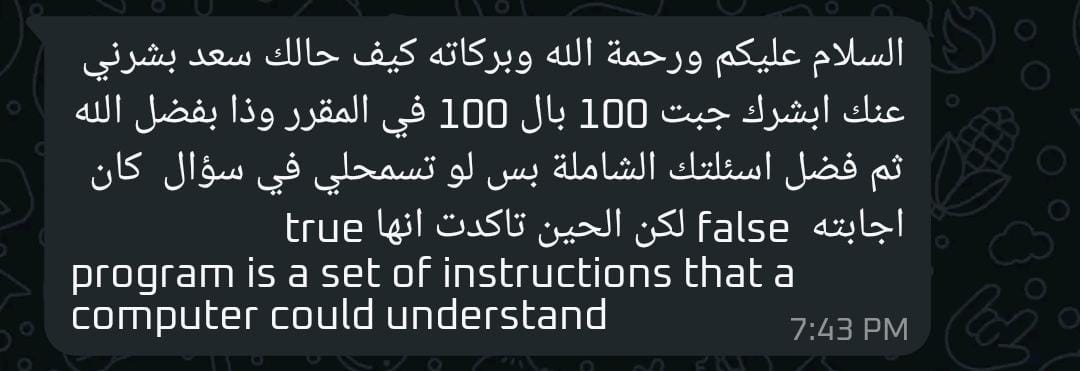 السلام عليكم ورحمة الله وبركاته كيف حالك سعد بشرني
عنك ابشرك جبت 100 بال 100 في المقرر وذا بفضل الله
ثم فضل اسئلتك الشاملة بس لو تسمحلي في سؤال كان
اجابته false لكن الحين تاكدت انها true
program is a set of instructions that a
computer could understand
7:43 PM